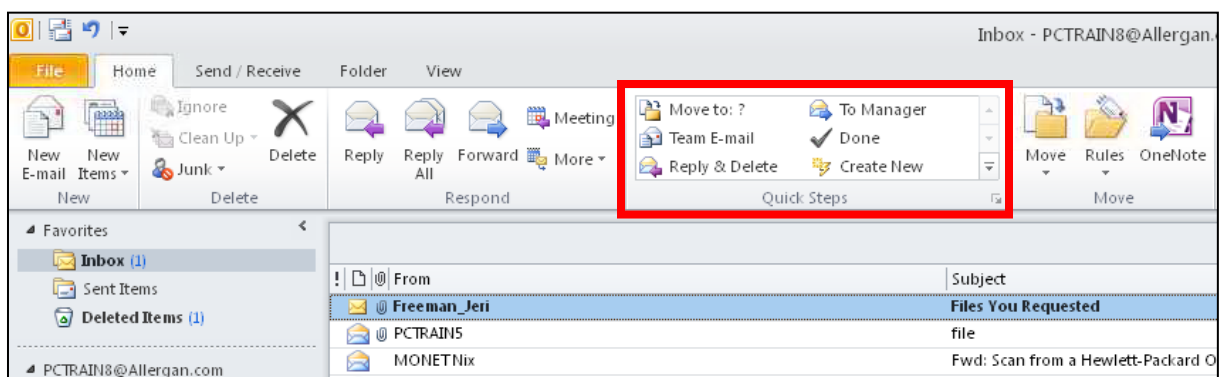 Inbox - PCTRAIN8@Allergan.
File Home Send / Receive Folder View
Ignore
Clean Up
Junk
New E-mail
New Items
Delete
Reply
Reply All
Forward
Meeting
More
Move to: ? To Manager
Team E-mail Done
Reply & Delete Create New
Move Rules OneNote
New Delete Respond Quick Steps Move
Favorites
Inbox (1)
Sent Items
Deleted Items (1)
PCTRAIN8@Allergan.com
! From Subject
Freeman_Jeri Files You Requested
PCTRAIN5 file
MONETNix Fwd: Scan from a Hewlett-Packard O